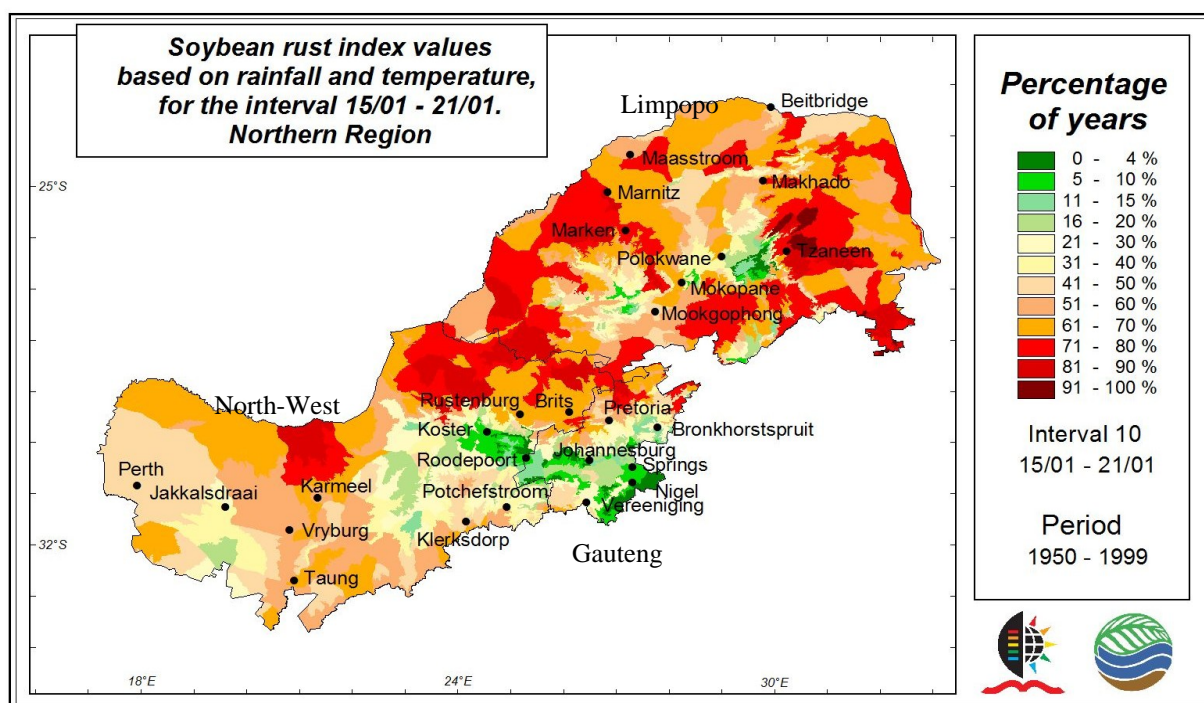 Soybean rust index values
based on rainfall and temperature,
for the interval 15/01 - 21/01.
Northern Region
Limpopo
Beitbridge
Maasstroom
25°S
Marnitz
Makhado
Marken
Polokwane
Tzaneen
Mokopane
Mookgophong
North-West
Rustenburg
Brits
Pretoria
Koster
Bronkhorstspruit
Roodepoort
Johannesburg
Springs
Perth
Karmeel
Potchefstroom
Nigel
Jakkalsdraai
Vereeniging
Vryburg
Klerksdorp
32°S
Gauteng
Taung
18°E
24°E
30°E
Percentage
of years
0 - 4 %
5 - 10 %
11 - 15 %
16 - 20 %
21 - 30 %
31 - 40 %
41 - 50 %
51 - 60 %
61 - 70 %
71 - 80 %
81 - 90 %
91 - 100 %
Interval 10
15/01 - 21/01
Period
1950 - 1999